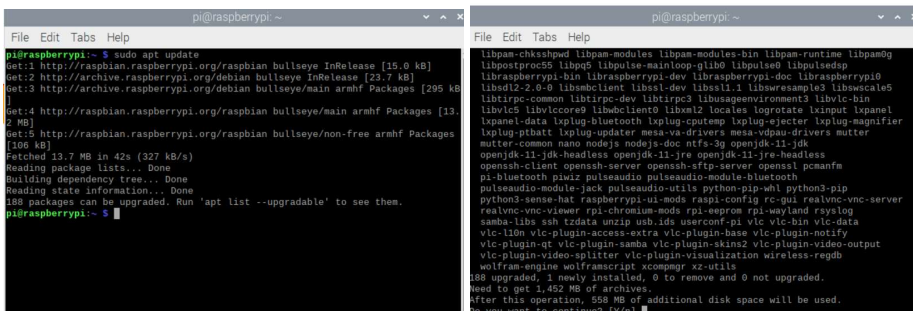 pi@raspberrypi: ~
File Edit Tabs Help
pi@raspberrypi:~ $ sudo apt update
Get:1 http://raspbian.raspberrypi.org/raspbian bullseye InRelease [15.0 kB]
Get:2 http://archive.raspberrypi.org/debian bullseye InRelease [23.7 kB]
Get:3 http://archive.raspberrypi.org/debian bullseye/main armhf Packages [295 kB
]
Get:4 http://raspbian.raspberrypi.org/raspbian bullseye/main armhf Packages [13.
2 MB]
Get:5 http://raspbian.raspberrypi.org/raspbian bullseye/non-free armhf Packages
[106 kB]
Fetched 13.7 MB in 42s (327 kB/s)
Reading package lists... Done
Building dependency tree... Done
Reading state information... Done
188 packages can be upgraded. Run 'apt list --upgradable' to see them.
pi@raspberrypi:~ $
pi@raspberrypi: ~
File Edit Tabs Help
libpam-chksshpwd libpam-modules libpam-modules-bin libpam-runtime libpam0g
libpostproc55 libpq5 libpulse-mainloop-glib0 libpulse0 libpulsedsp
libraspberrypi-bin libraspberrypi-dev libraspberrypi-doc libraspberrypi0
libsdl2-2.0-0 libsmbclient libssl-dev libssl1.1 libswresample3 libswscale5
libtirpc-common libtirpc-dev libtirpc3 libusageenvironment3 libvlc-bin
libvlc5 libvlccore9 libwbclient0 libxml2 locales logrotate lxinput lxpanel
lxpanel-data lxplug-bluetooth lxplug-cputemp lxplug-ejecter lxplug-magnifier
lxplug-ptbatt lxplug-updater mesa-va-drivers mesa-vdpau-drivers mutter
mutter-common nano nodejs nodejs-doc ntfs-3g openjdk-11-jdk
openjdk-11-jdk-headless openjdk-11-jre openjdk-11-jre-headless
openssh-client openssh-server openssh-sftp-server openssl pcmanfm
pi-bluetooth piwiz pulseaudio pulseaudio-module-bluetooth
pulseaudio-module-jack pulseaudio-utils python-pip-whl python3-pip
python3-sense-hat raspberrypi-ui-mods raspi-config rc-gui realvnc-vnc-server
realvnc-vnc-viewer rpi-chromium-mods rpi-eeprom rpi-wayland rsyslog
samba-libs ssh tzdata unzip usb.ids userconf-pi vlc vlc-bin vlc-data
vlc-l10n vlc-plugin-access-extra vlc-plugin-base vlc-plugin-notify
vlc-plugin-qt vlc-plugin-samba vlc-plugin-skins2 vlc-plugin-video-output
vlc-plugin-video-splitter vlc-plugin-visualization wireless-regdb
wolfram-engine wolframscript xcompmgr xz-utils
188 upgraded, 1 newly installed, 0 to remove and 0 not upgraded.
Need to get 1,452 MB of archives.
After this operation, 558 MB of additional disk space will be used.
Do you want to continue? [Y/n]